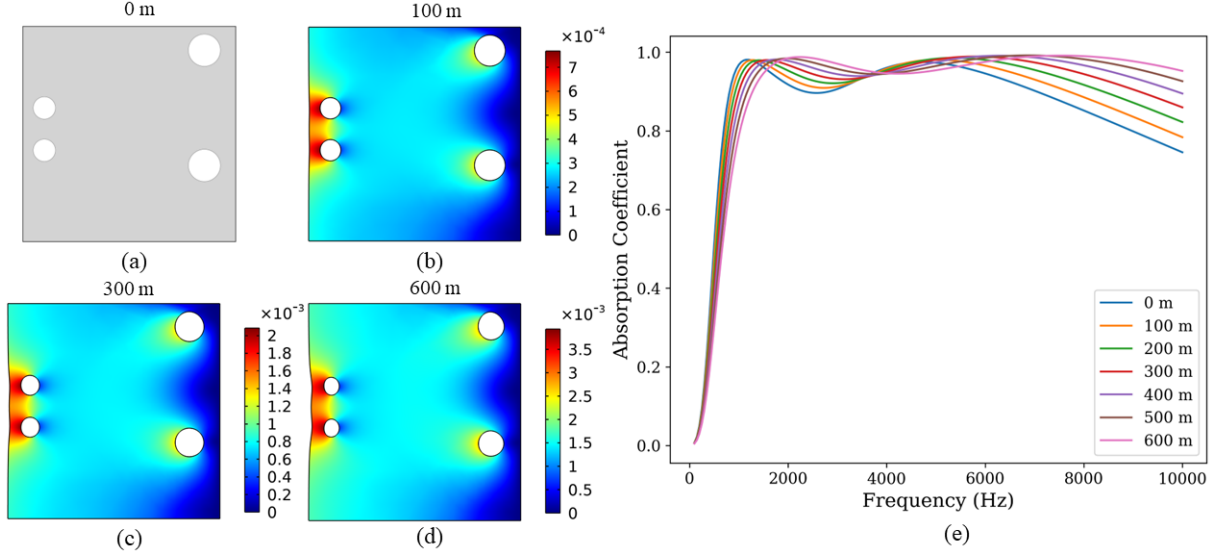 0 m
(a)
100 m
×10⁻⁴
7
6
5
4
3
2
1
0
(b)
300 m
×10⁻³
2
1.8
1.6
1.4
1.2
1
0.8
0.6
0.4
0.2
0
(c)
600 m
×10⁻³
3.5
3
2.5
2
1.5
1
0.5
0
(d)
Absorption Coefficient
1.0
0.8
0.6
0.4
0.2
0.0
0 m
100 m
200 m
300 m
400 m
500 m
600 m
0 2000 4000 6000 8000 10000
Frequency (Hz)
(e)